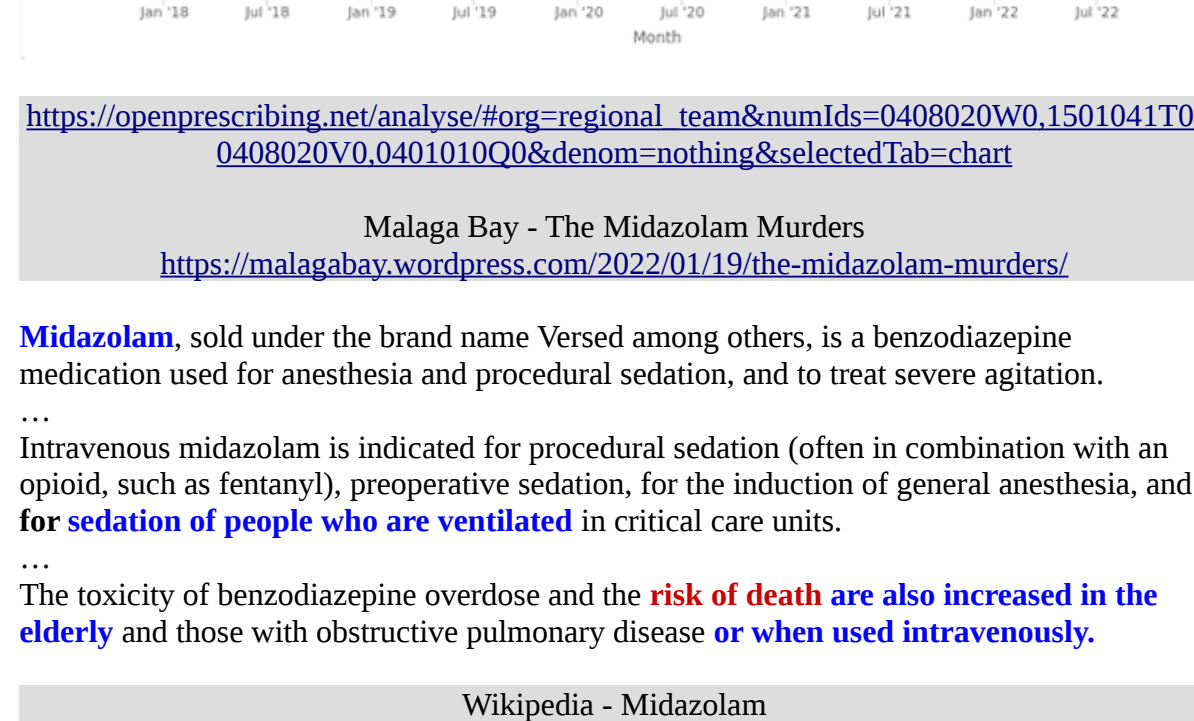 Jan '18 Jul '18 Jan '19 Jul '19 Jan '20 Jul '20 Jan '21 Jul '21 Jan '22 Jul '22
Month
https://openprescribing.net/analyse/#org=regional_team&numIds=0408020W0,1501041T0
0408020V0,0401010Q0&denom=nothing&selectedTab=chart
Malaga Bay - The Midazolam Murders
https://malagabay.wordpress.com/2022/01/19/the-midazolam-murders/
Midazolam, sold under the brand name Versed among others, is a benzodiazepine
medication used for anesthesia and procedural sedation, and to treat severe agitation.
…
Intravenous midazolam is indicated for procedural sedation (often in combination with an
opioid, such as fentanyl), preoperative sedation, for the induction of general anesthesia, and
for sedation of people who are ventilated in critical care units.
…
The toxicity of benzodiazepine overdose and the risk of death are also increased in the
elderly and those with obstructive pulmonary disease or when used intravenously.
Wikipedia - Midazolam